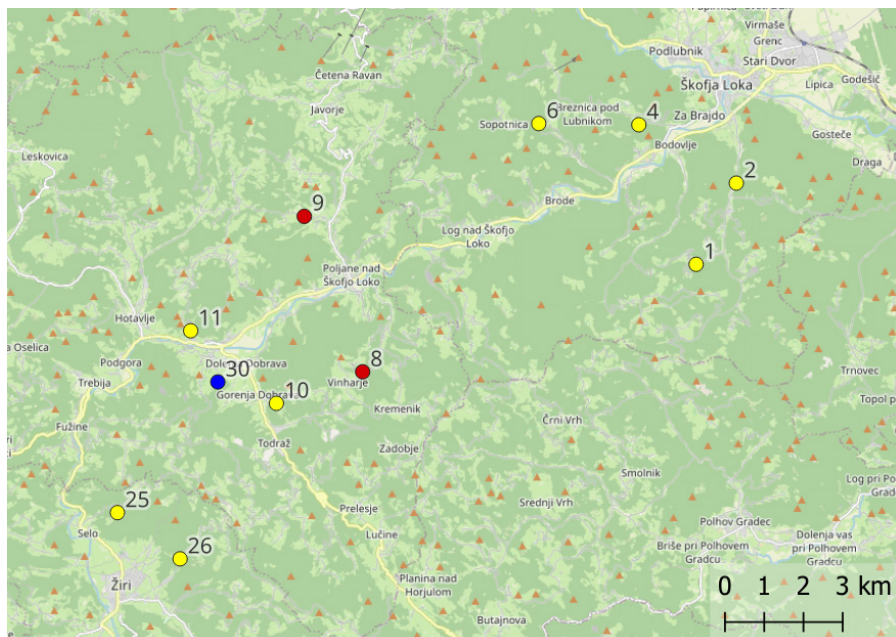 Virmaše
Grenc
Podlubnik
Stari Dvor
Četena Ravan
Škofja Loka
Lipica
Godešič
Javorje
6
Breznica pod
Lubnikom
4
Za Brajdo
Sopotnica
Gosteče
Bodovlje
Leskovica
Draga
2
9
Brode
Log nad Škofjo
Loko
1
Poljane nad
Škofjo Loko
Hotavlje
11
a Oselica
Podgora
Dolenja Dobrava
30
8
Trnovec
Trebija
Vinharje
Gorenja Dobrava
10
Topol p
Kremenik
Fužine
Črni Vrh
Todraž
Zadobje
Smolnik
Log pri Po
Grad
25
Prelesje
Srednji Vrh
Polhov Gradec
Selo
Lučine
Dolenja vas
pri Polhovem
Gradcu
Briše pri Polhovem
Gradcu
26
Žiri
Planina nad
Horjulom
0 1 2 3 km
Butajnova